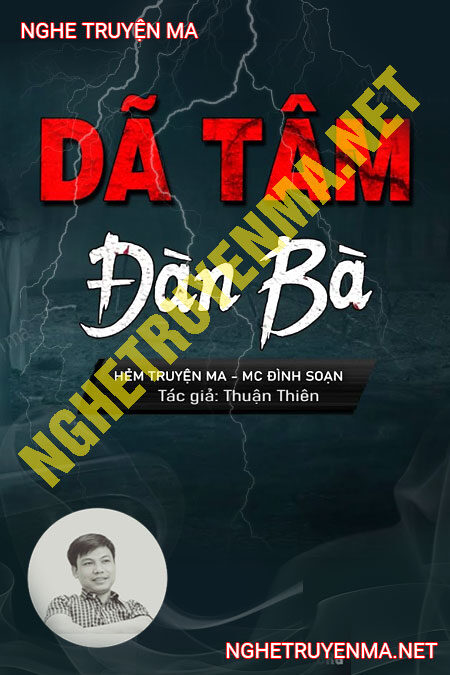 NGHE TRUYỆN MA
DÃ TÂM
Đàn Bà
NGHETRUYENMA.NET
HẺM TRUYỆN MA - MC ĐÌNH SOẠN
Tác giả: Thuận Thiên
NGHETRUYENMA.NET